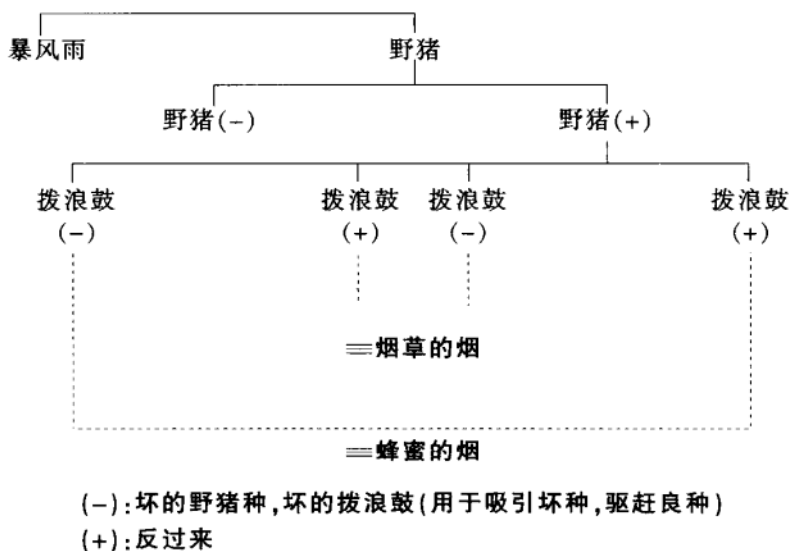 暴风雨 野猪
野猪(-) 野猪(+)
拨浪鼓 拨浪鼓 拨浪鼓 拨浪鼓
(-) (+) (-) (+)
≡烟草的烟
≡蜂蜜的烟
(-):坏的野猪种,坏的拨浪鼓(用于吸引坏种,驱赶良种)
(+):反过来